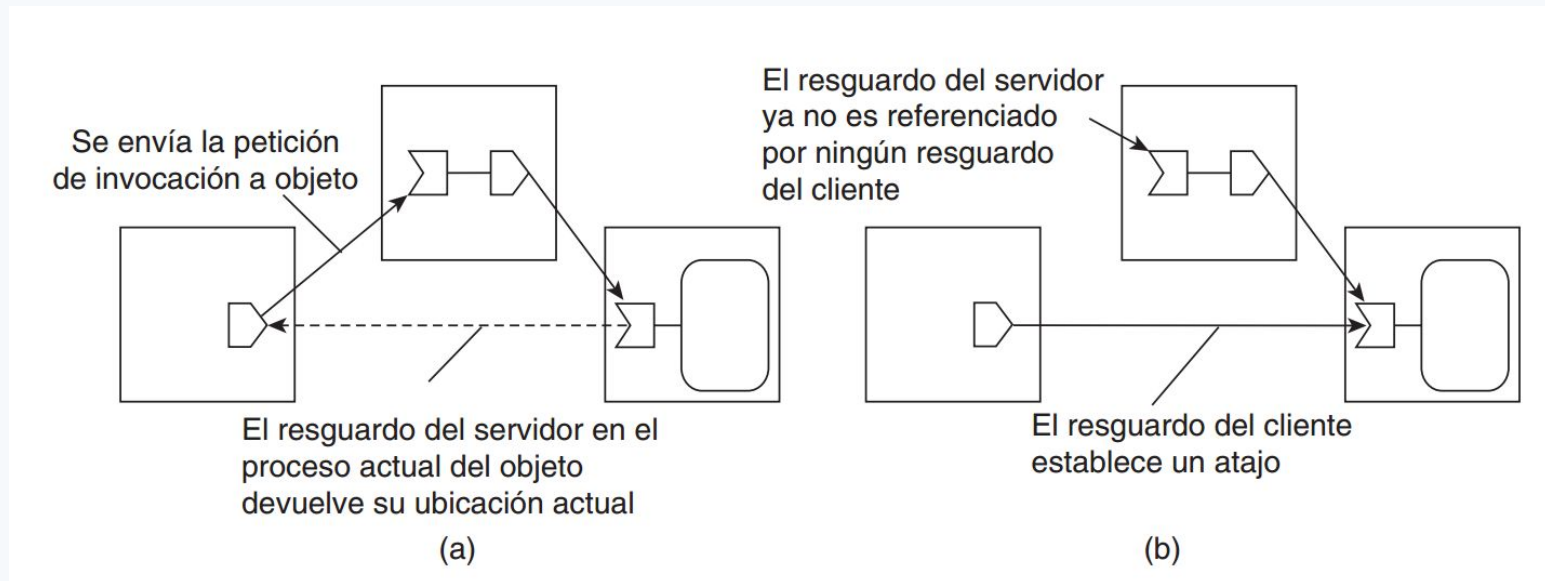 Se envía la petición
de invocación a objeto
El resguardo del servidor en el
proceso actual del objeto
devuelve su ubicación actual
(a)
El resguardo del servidor
ya no es referenciado
por ningún resguardo
del cliente
El resguardo del cliente
establece un atajo
(b)